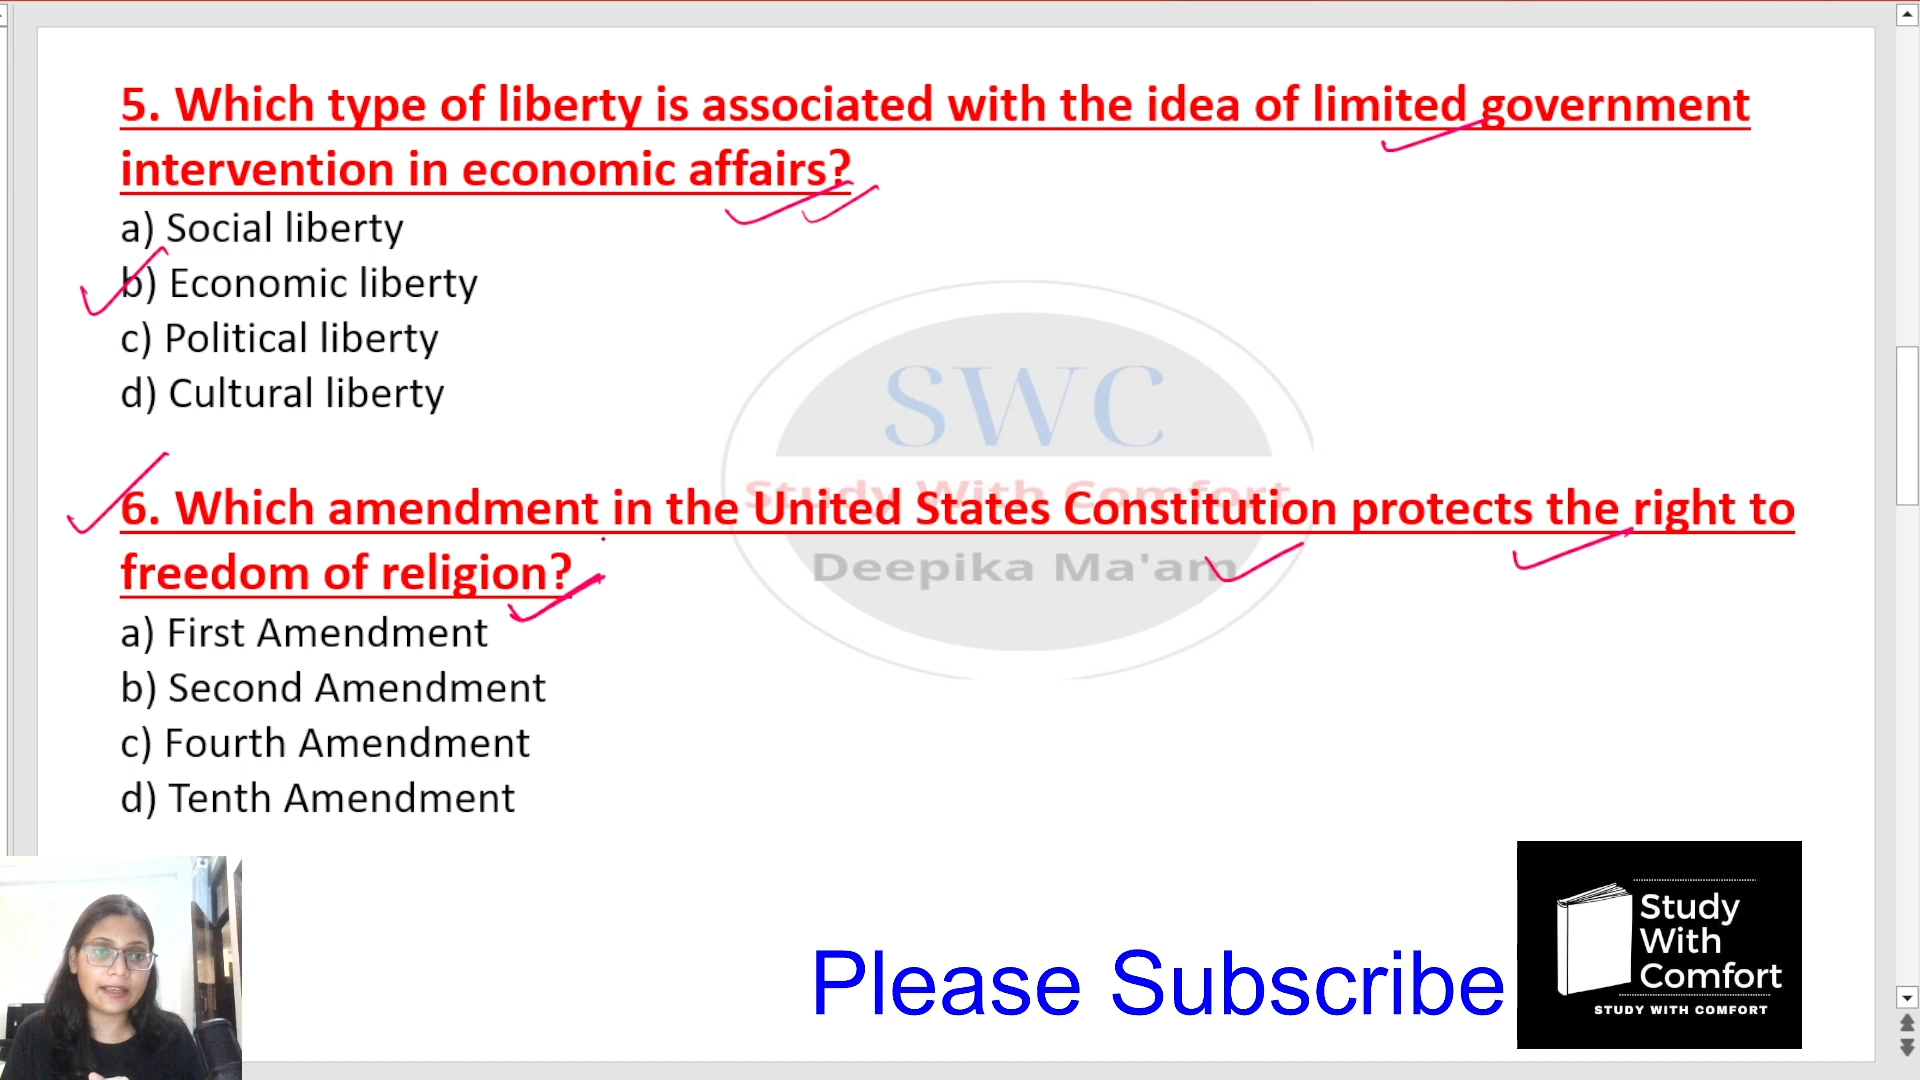 5. Which type of liberty is associated with the idea of limited government
intervention in economic affairs?
a) Social liberty
b) Economic liberty
c) Political liberty
d) Cultural liberty
SWC
Study With Comfort
Deepika Ma'am
6. Which amendment in the United States Constitution protects the right to
freedom of religion?
a) First Amendment
b) Second Amendment
c) Fourth Amendment
d) Tenth Amendment
Please Subscribe
Study
With
Comfort
STUDY WITH COMFORT